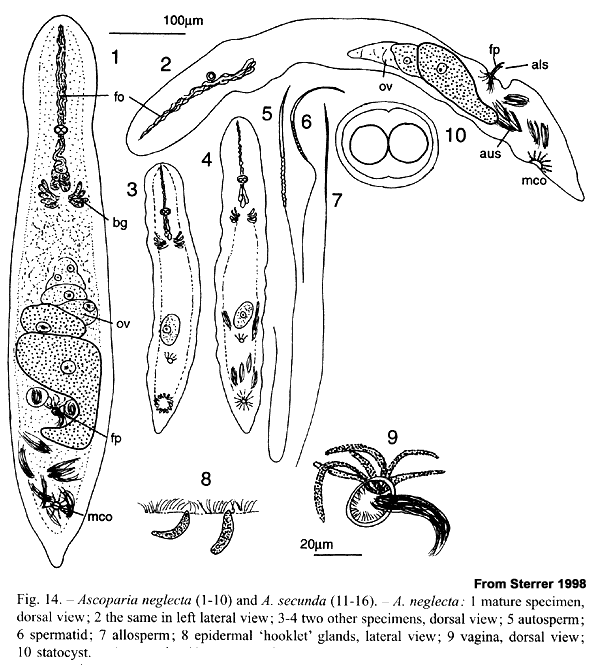 100µm
1
2
fo
bg
ov
fp
mco
3
4
5
6
7
10
ov
fp
als
aus
mco
8
9
20µm
From Sterrer 1998
Fig. 14. – Ascoparia neglecta (1-10) and A. secunda (11-16). – A. neglecta: 1 mature specimen,
dorsal view; 2 the same in left lateral view; 3-4 two other specimens, dorsal view; 5 autosperm;
6 spermatid; 7 allosperm; 8 epidermal ‘hooklet’ glands, lateral view; 9 vagina, dorsal view;
10 statocyst.